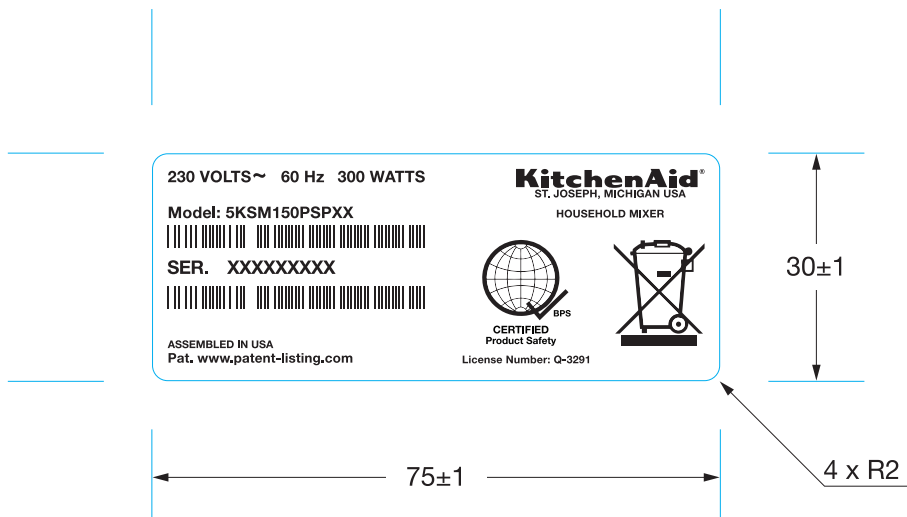 230 VOLTS~ 60 Hz 300 WATTS
Model: 5KSM150PSPXX
SER. XXXXXXXXX
ASSEMBLED IN USA
Pat. www.patent-listing.com
KitchenAid®
ST. JOSEPH, MICHIGAN USA
HOUSEHOLD MIXER
BPS
CERTIFIED
Product Safety
License Number: Q-3291
30±1
75±1
4 x R2